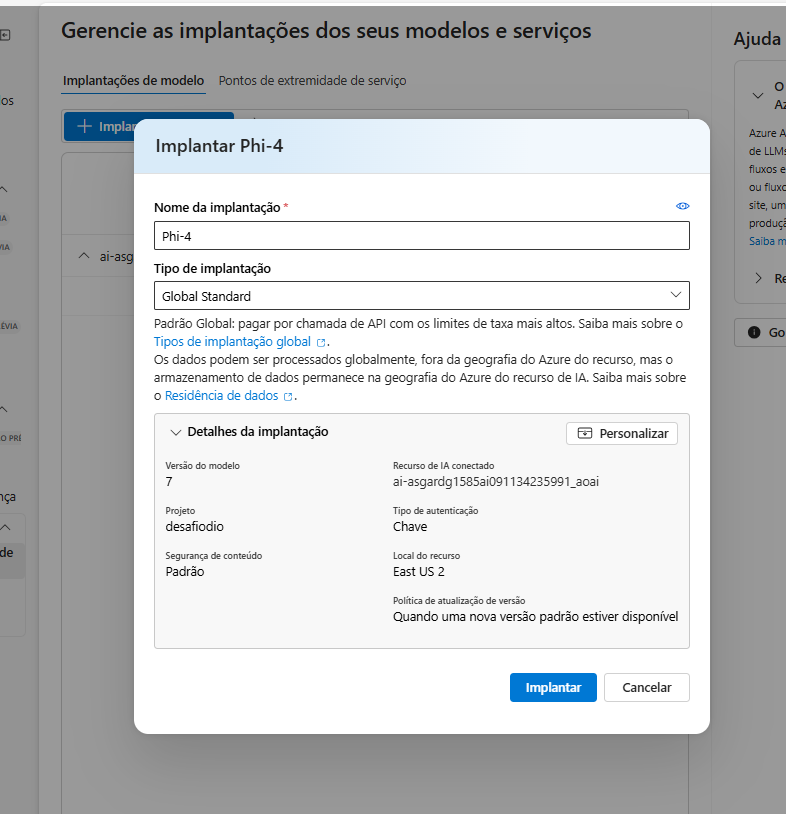 Gerencie as implantações dos seus modelos e serviços
Ajuda
Implantações de modelo
Pontos de extremidade de serviço
os
O
Az
Implan
Implantar Phi-4
Azure A
de LLMs
fluxos e
ou fluxo
site, um
produçã
Saiba m
Nome da implantação *
Phi-4
IA
VIA
ai-asg
Tipo de implantação
Global Standard
Re
Padrão Global: pagar por chamada de API com os limites de taxa mais altos. Saiba mais sobre o
Tipos de implantação global .
Os dados podem ser processados globalmente, fora da geografia do Azure do recurso, mas o
armazenamento de dados permanece na geografia do Azure do recurso de IA. Saiba mais sobre
o Residência de dados .
ÉVIA
Go
Detalhes da implantação
Personalizar
O PRÉ
Versão do modelo
7
Recurso de IA conectado
ai-asgardg1585ai091134235991_aoai
nça
Projeto
desafiodio
Tipo de autenticação
Chave
de
Segurança de conteúdo
Padrão
Local do recurso
East US 2
Política de atualização de versão
Quando uma nova versão padrão estiver disponível
Implantar
Cancelar